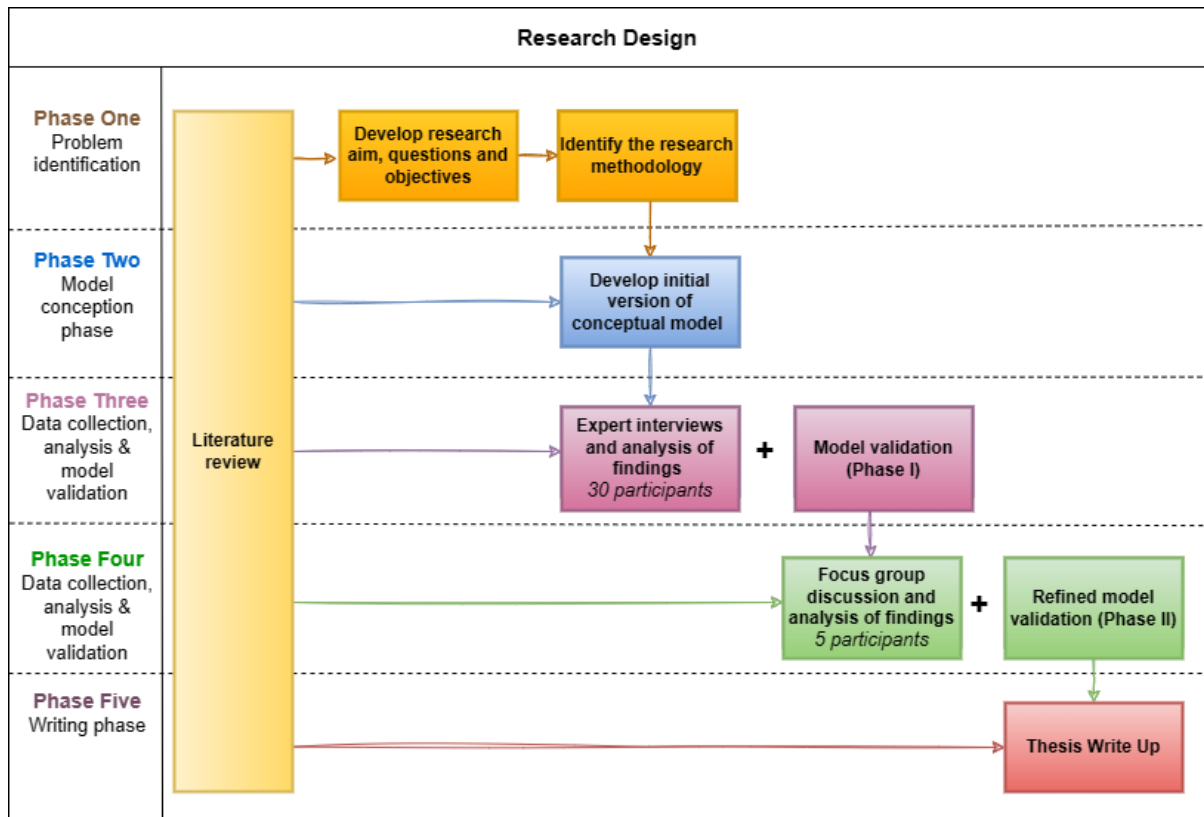 Research Design
Phase One
Problem
identification
Develop research
aim, questions and
objectives
Identify the research
methodology
Phase Two
Model
conception
phase
Develop initial
version of
conceptual model
Phase Three
Data collection,
analysis &
model
validation
Literature
review
Expert interviews
and analysis of
findings
30 participants
+
Model validation
(Phase I)
Phase Four
Data collection,
analysis &
model
validation
Focus group
discussion and
analysis of findings
5 participants
+
Refined model
validation (Phase II)
Phase Five
Writing phase
Thesis Write Up